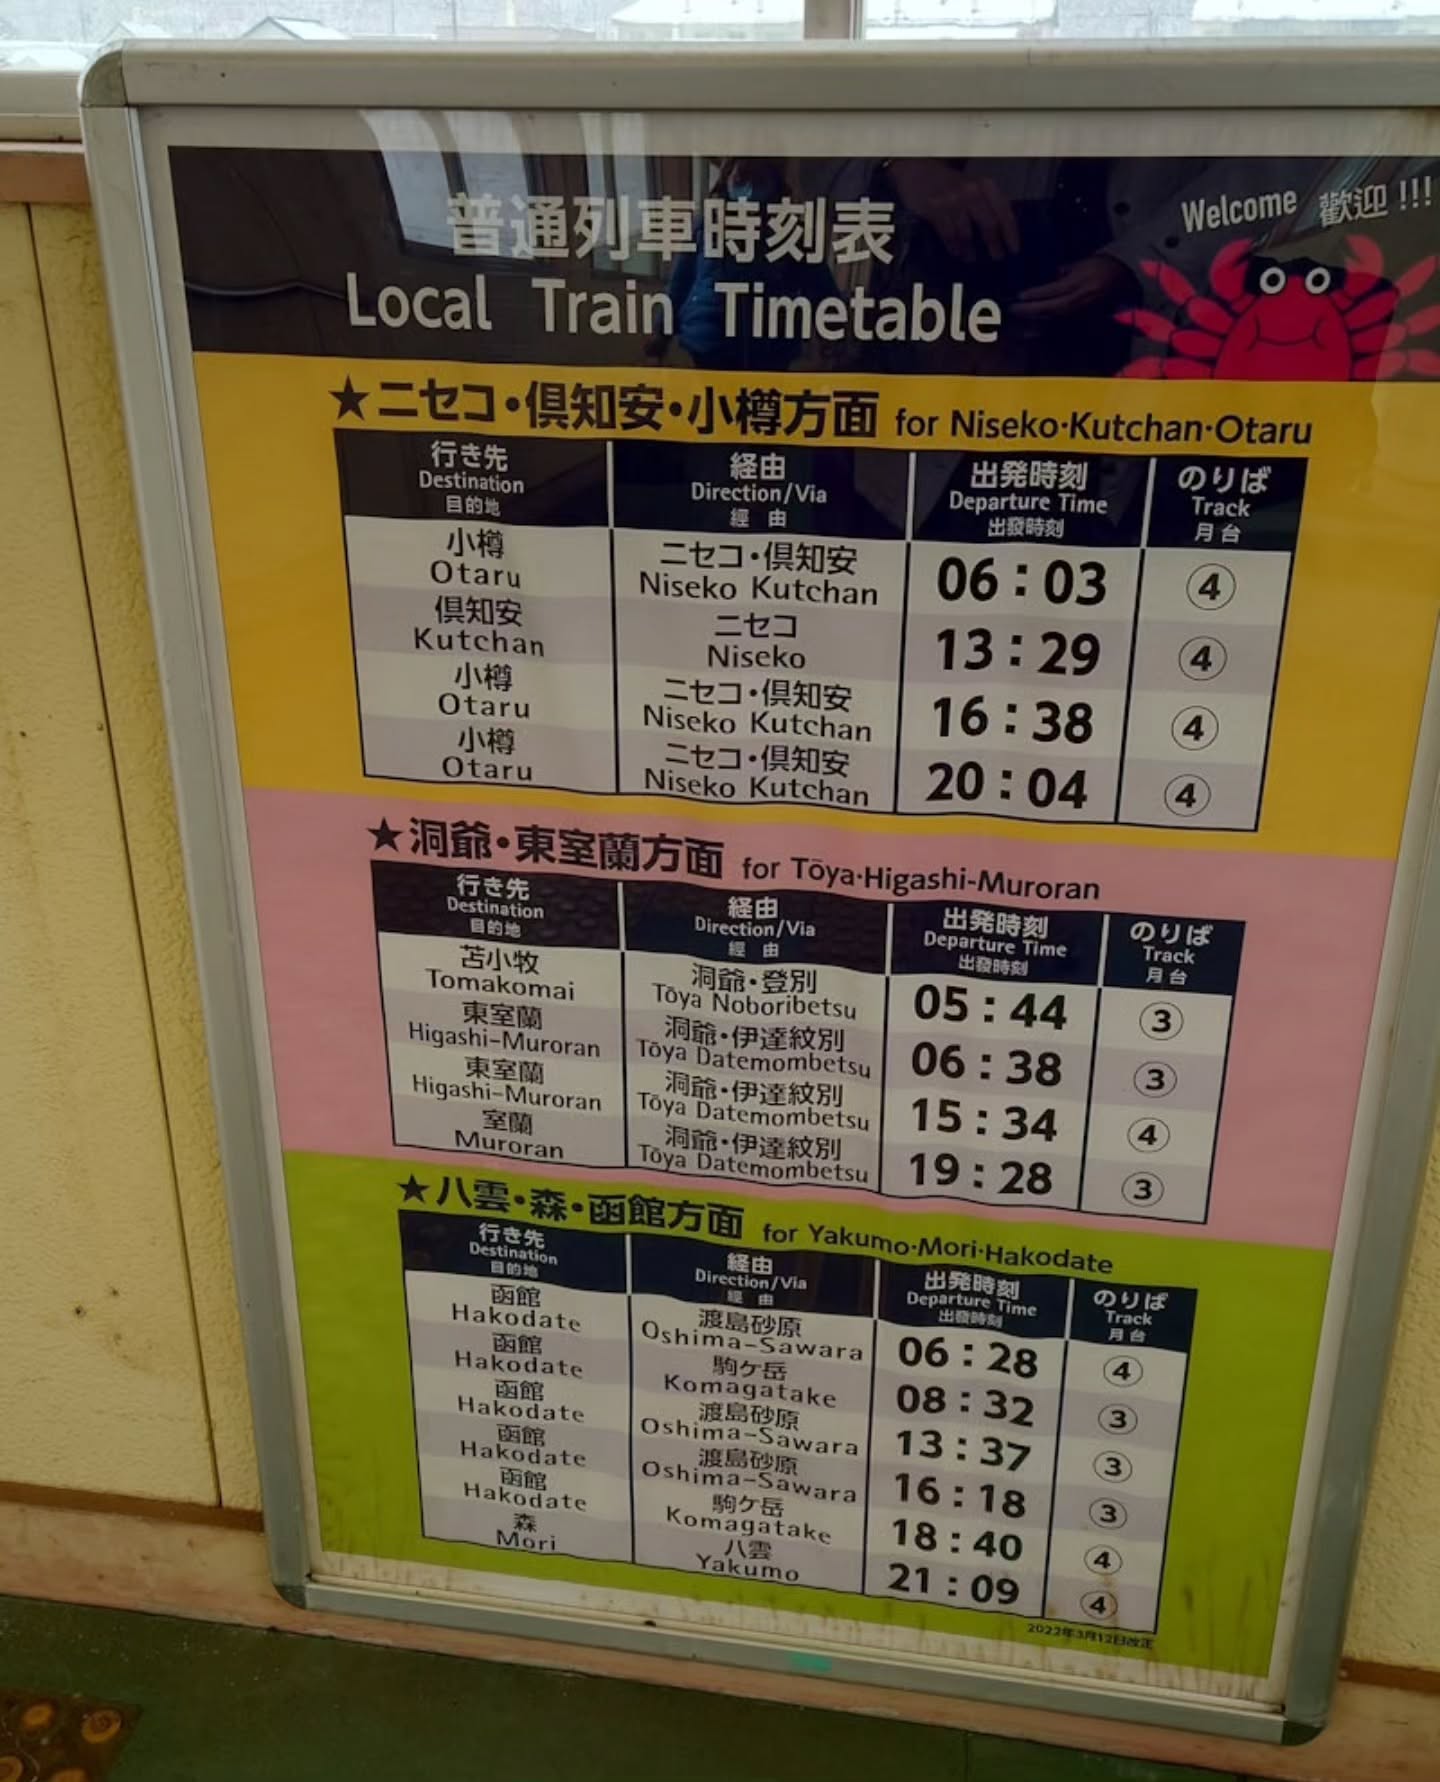 普通列車時刻表
Local Train Timetable
Welcome 歡迎 !!!
★ニセコ・倶知安・小樽方面 for Niseko·Kutchan·Otaru
行き先 経由 出発時刻 のりば
Destination Direction/Via Departure Time Track
目的地 經由 出發時刻 月台
小樽 ニセコ・倶知安
Otaru Niseko Kutchan 06:03 ④
倶知安 ニセコ
Kutchan Niseko 13:29 ④
小樽 ニセコ・倶知安
Otaru Niseko Kutchan 16:38 ④
小樽 ニセコ・倶知安
Otaru Niseko Kutchan 20:04 ④
★洞爺・東室蘭方面 for Tōya·Higashi-Muroran
行き先 経由 出発時刻 のりば
Destination Direction/Via Departure Time Track
目的地 經由 出發時刻 月台
苫小牧 洞爺・登別
Tomakomai Tōya Noboribetsu 05:44 ③
東室蘭 洞爺・伊達紋別
Higashi-Muroran Tōya Datemombetsu 06:38 ③
東室蘭 洞爺・伊達紋別
Higashi-Muroran Tōya Datemombetsu 15:34 ④
室蘭 洞爺・伊達紋別
Muroran Tōya Datemombetsu 19:28 ③
★八雲・森・函館方面 for Yakumo·Mori·Hakodate
行き先 経由 出発時刻 のりば
Destination Direction/Via Departure Time Track
目的地 經由 出發時刻 月台
函館 渡島砂原
Hakodate Oshima-Sawara 06:28 ④
函館 駒ケ岳
Hakodate Komagatake 08:32 ③
函館 渡島砂原
Hakodate Oshima-Sawara 13:37 ③
函館 渡島砂原
Hakodate Oshima-Sawara 16:18 ③
函館 駒ケ岳
Hakodate Komagatake 18:40 ④
森 八雲
Mori Yakumo 21:09 ④
2022年3月12日改正